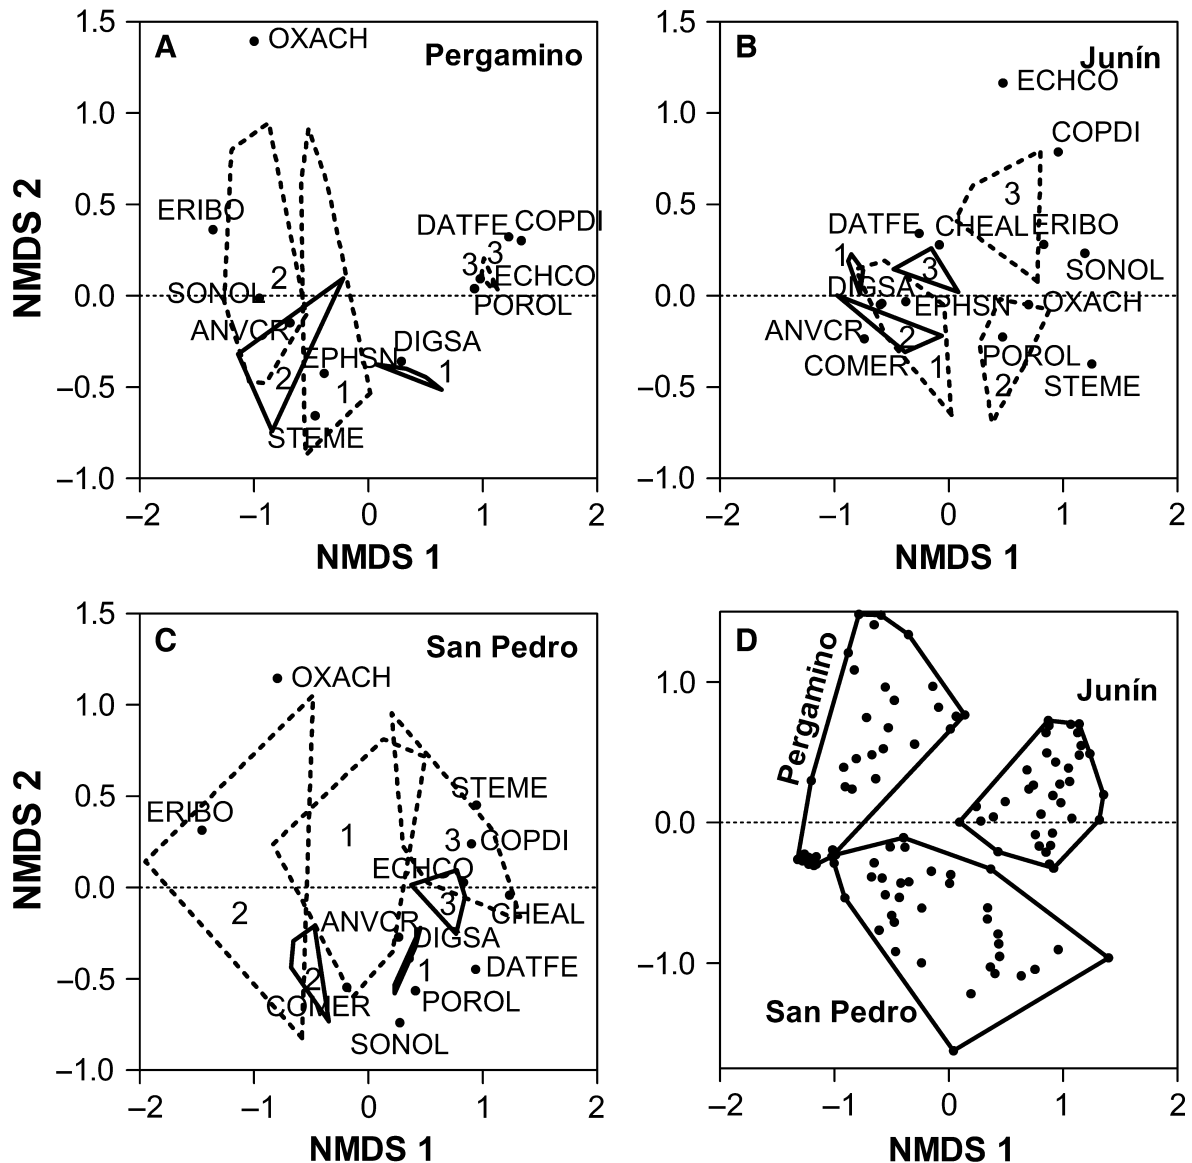 A
Pergamino
OXACH
ERIBO
SONOL
ANVCR
EPHSN
STEME
DIGSA
DATFE
COPDI
ECHCO
POROL
2
2
1
1
3
3
1.5
1.0
0.5
0.0
–0.5
–1.0
NMDS 2
–2
–1
0
1
2
NMDS 1
B
Junín
ECHCO
COPDI
DATFE
CHEAL
ERIBO
SONOL
DIGSA
EPHSN
OXACH
ANVCR
COMER
POROL
STEME
3
1
3
2
1
2
1.5
1.0
0.5
0.0
–0.5
–1.0
–2
–1
0
1
2
NMDS 1
C
San Pedro
OXACH
ERIBO
STEME
COPDI
ECHCO
CHEAL
ANVCR
DIGSA
DATFE
COMER
POROL
SONOL
1
3
2
3
2
1
1.5
1.0
0.5
0.0
–0.5
–1.0
NMDS 2
–2
–1
0
1
2
NMDS 1
D
Pergamino
Junín
San Pedro
1.0
0.0
–1.0
–2
–1
0
1
2
NMDS 1